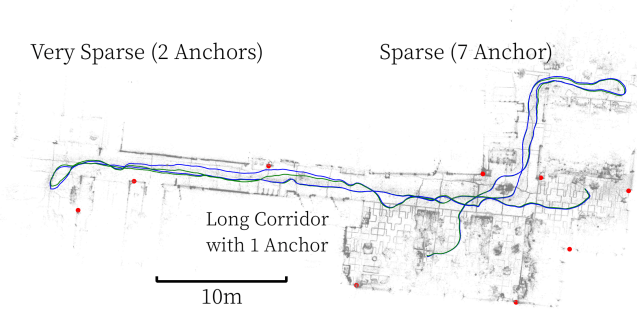 Very Sparse (2 Anchors)
Sparse (7 Anchor)
Long Corridor
with 1 Anchor
10m